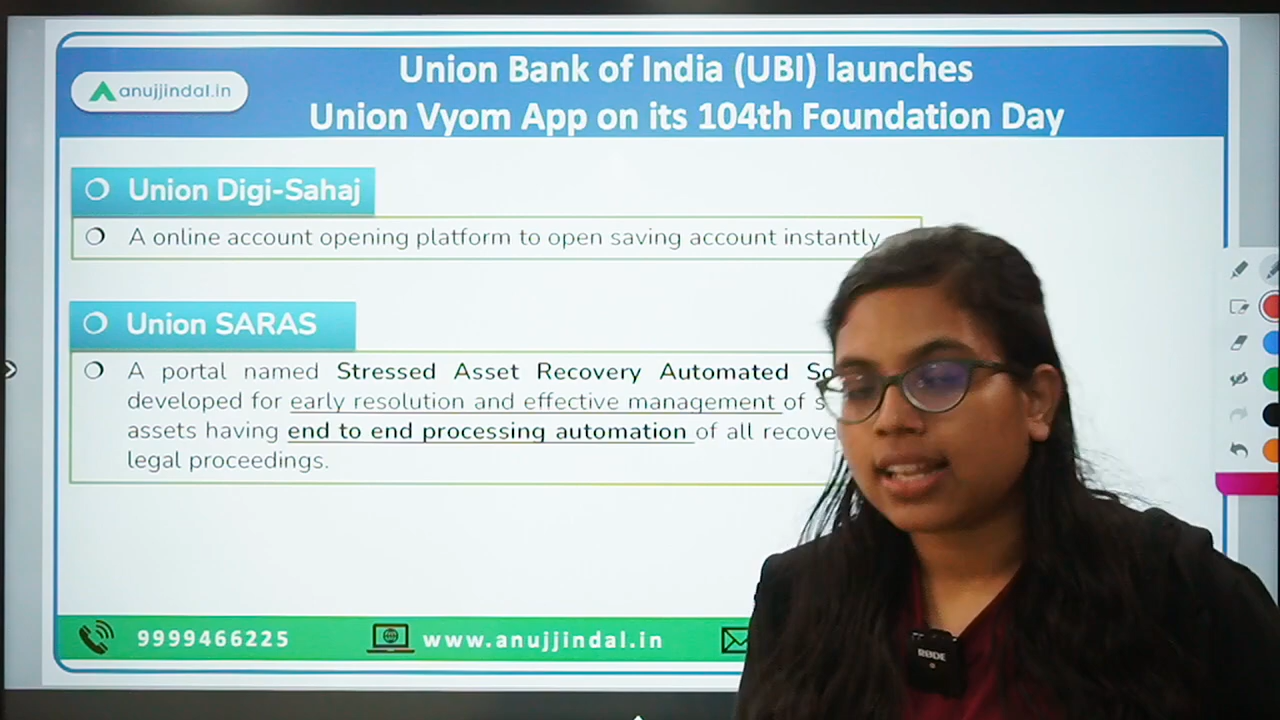 anujjindal.in
Union Bank of India (UBI) launches
Union Vyom App on its 104th Foundation Day
Union Digi-Sahaj
A online account opening platform to open saving account instantly
Union SARAS
A portal named Stressed Asset Recovery Automated
developed for early resolution and effective management of
assets having end to end processing automation of all
legal proceedings.
9999466225
www.anujjindal.in
RØDE